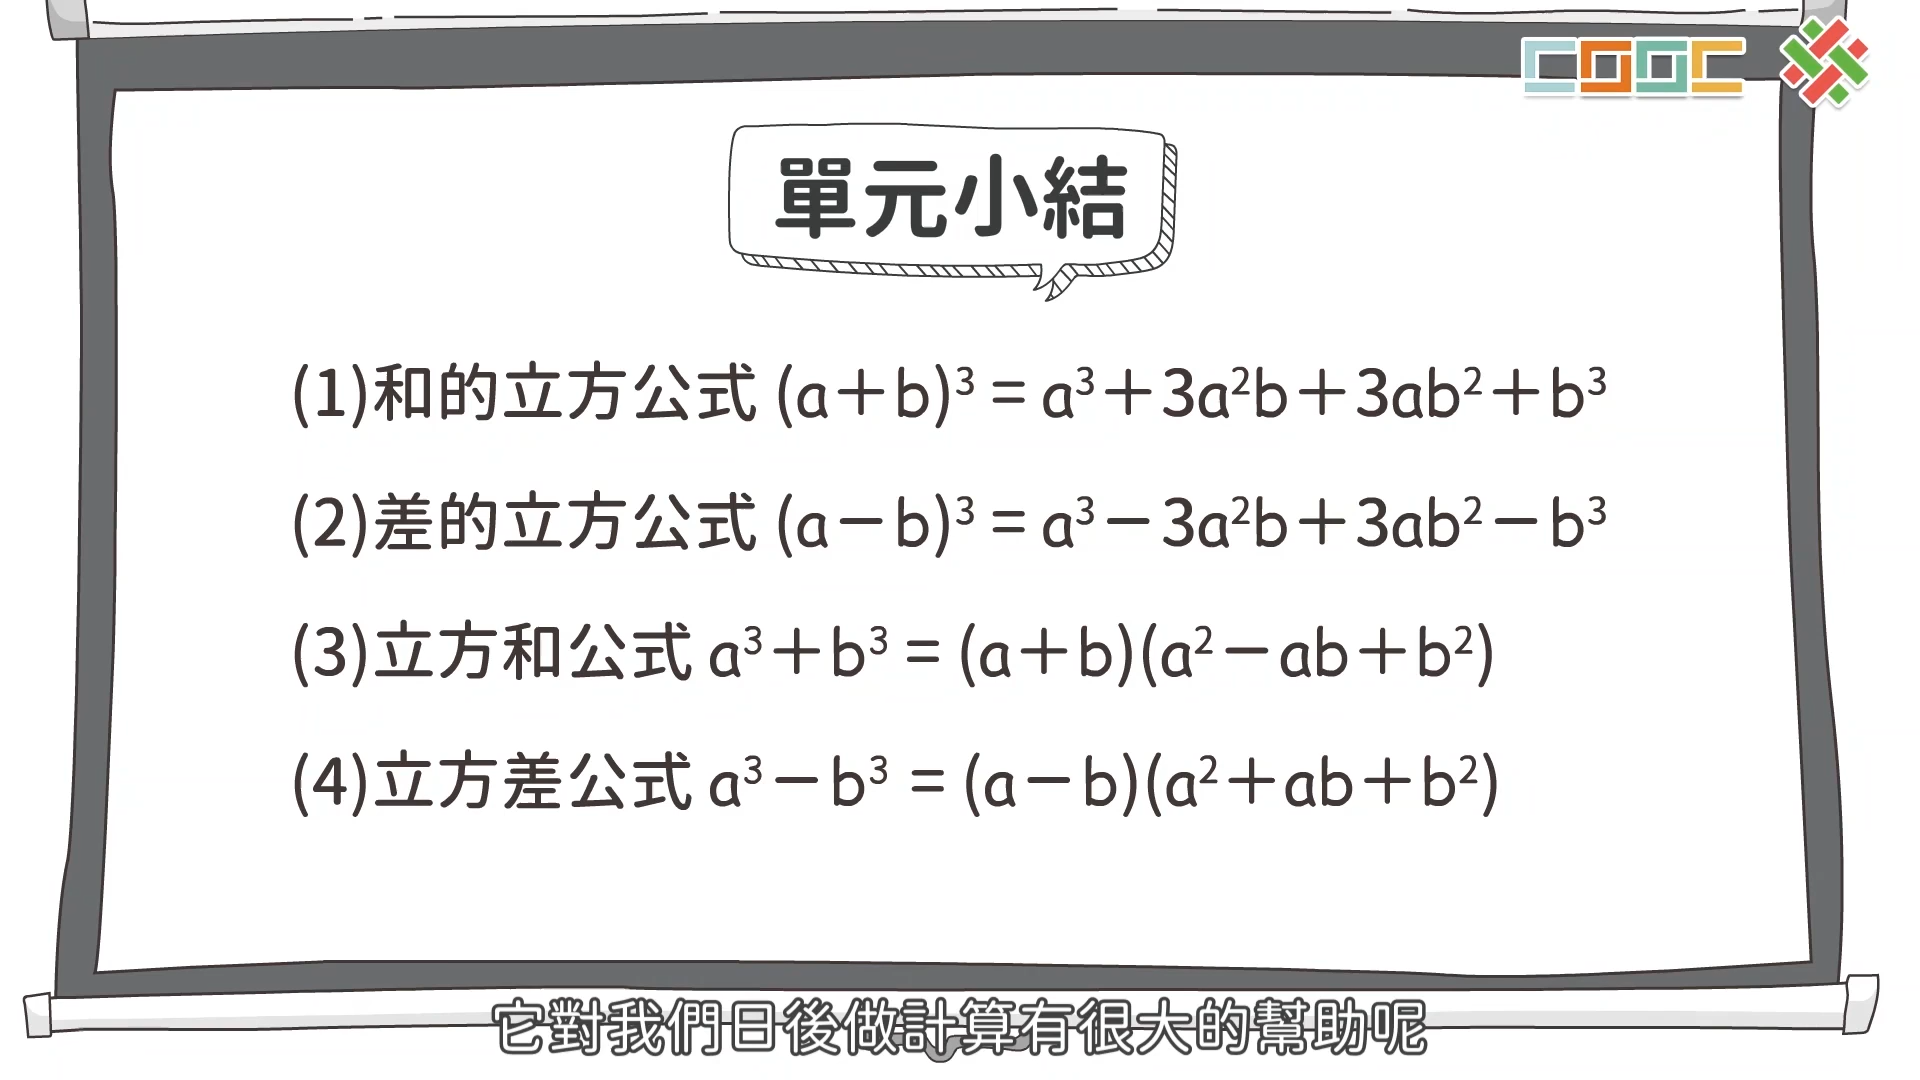 COOC
單元小結
(1)和的立方公式 (a＋b)³ = a³＋3a²b＋3ab²＋b³
(2)差的立方公式 (a－b)³ = a³－3a²b＋3ab²－b³
(3)立方和公式 a³＋b³ = (a＋b)(a²－ab＋b²)
(4)立方差公式 a³－b³ = (a－b)(a²＋ab＋b²)
它對我們日後做計算有很大的幫助呢